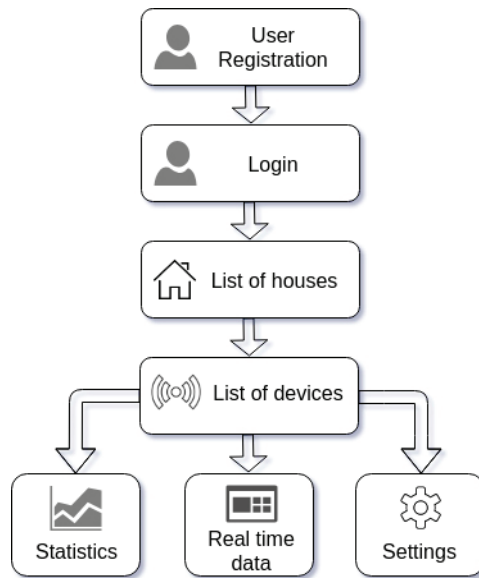 User
Registration
Login
List of houses
List of devices
Statistics
Real time
data
Settings